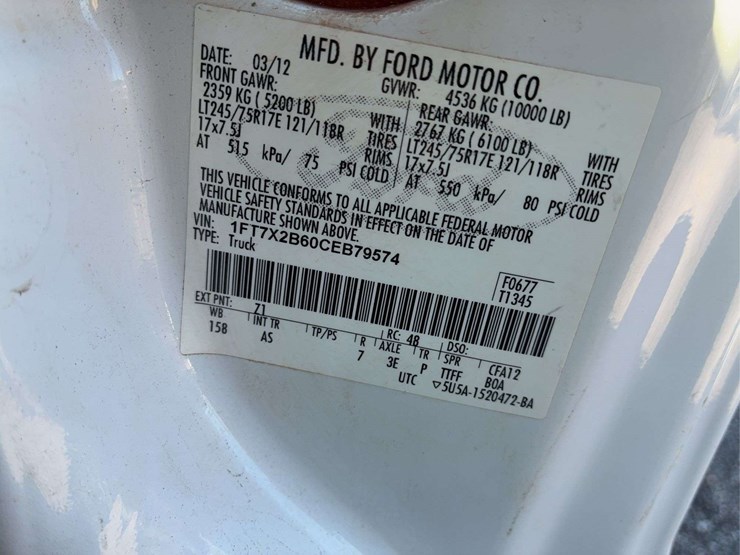 MFD. BY FORD MOTOR CO.
DATE: 03/12
GVWR: 4536 KG (10000 LB)
FRONT GAWR:
REAR GAWR:
2359 KG ( 5200 LB) WITH
2767 KG ( 6100 LB) WITH
LT245/75R17E 121/118R TIRES
LT245/75R17E 121/118R TIRES
17x7.5J RIMS
17x7.5J RIMS
AT 515 kPa/ 75 PSI COLD
AT 550 kPa/ 80 PSI COLD
Ford
THIS VEHICLE CONFORMS TO ALL APPLICABLE FEDERAL MOTOR
VEHICLE SAFETY STANDARDS IN EFFECT ON THE DATE OF
MANUFACTURE SHOWN ABOVE.
VIN: 1FT7X2B60CEB79574
TYPE: Truck
F0677
T1345
EXT PNT: Z1 RC: 48 DSO:
WB INT TR TP/PS R AXLE TR SPR CFA12
158 AS 7 3E P TTFF BOA
UTC ▽5U5A-1520472-BA